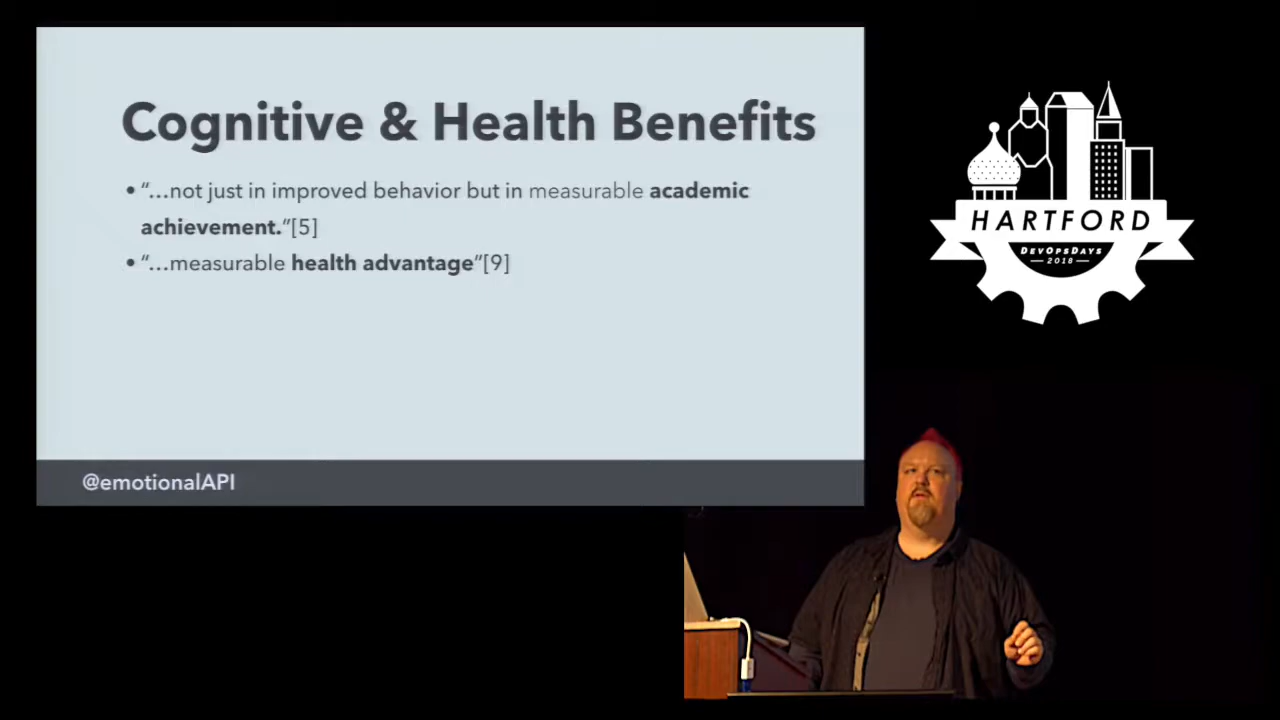 Cognitive & Health Benefits
• “...not just in improved behavior but in measurable academic
achievement.”[5]
• “...measurable health advantage”[9]
@emotionalAPI
HARTFORD
DEVOPSDAYS
2018